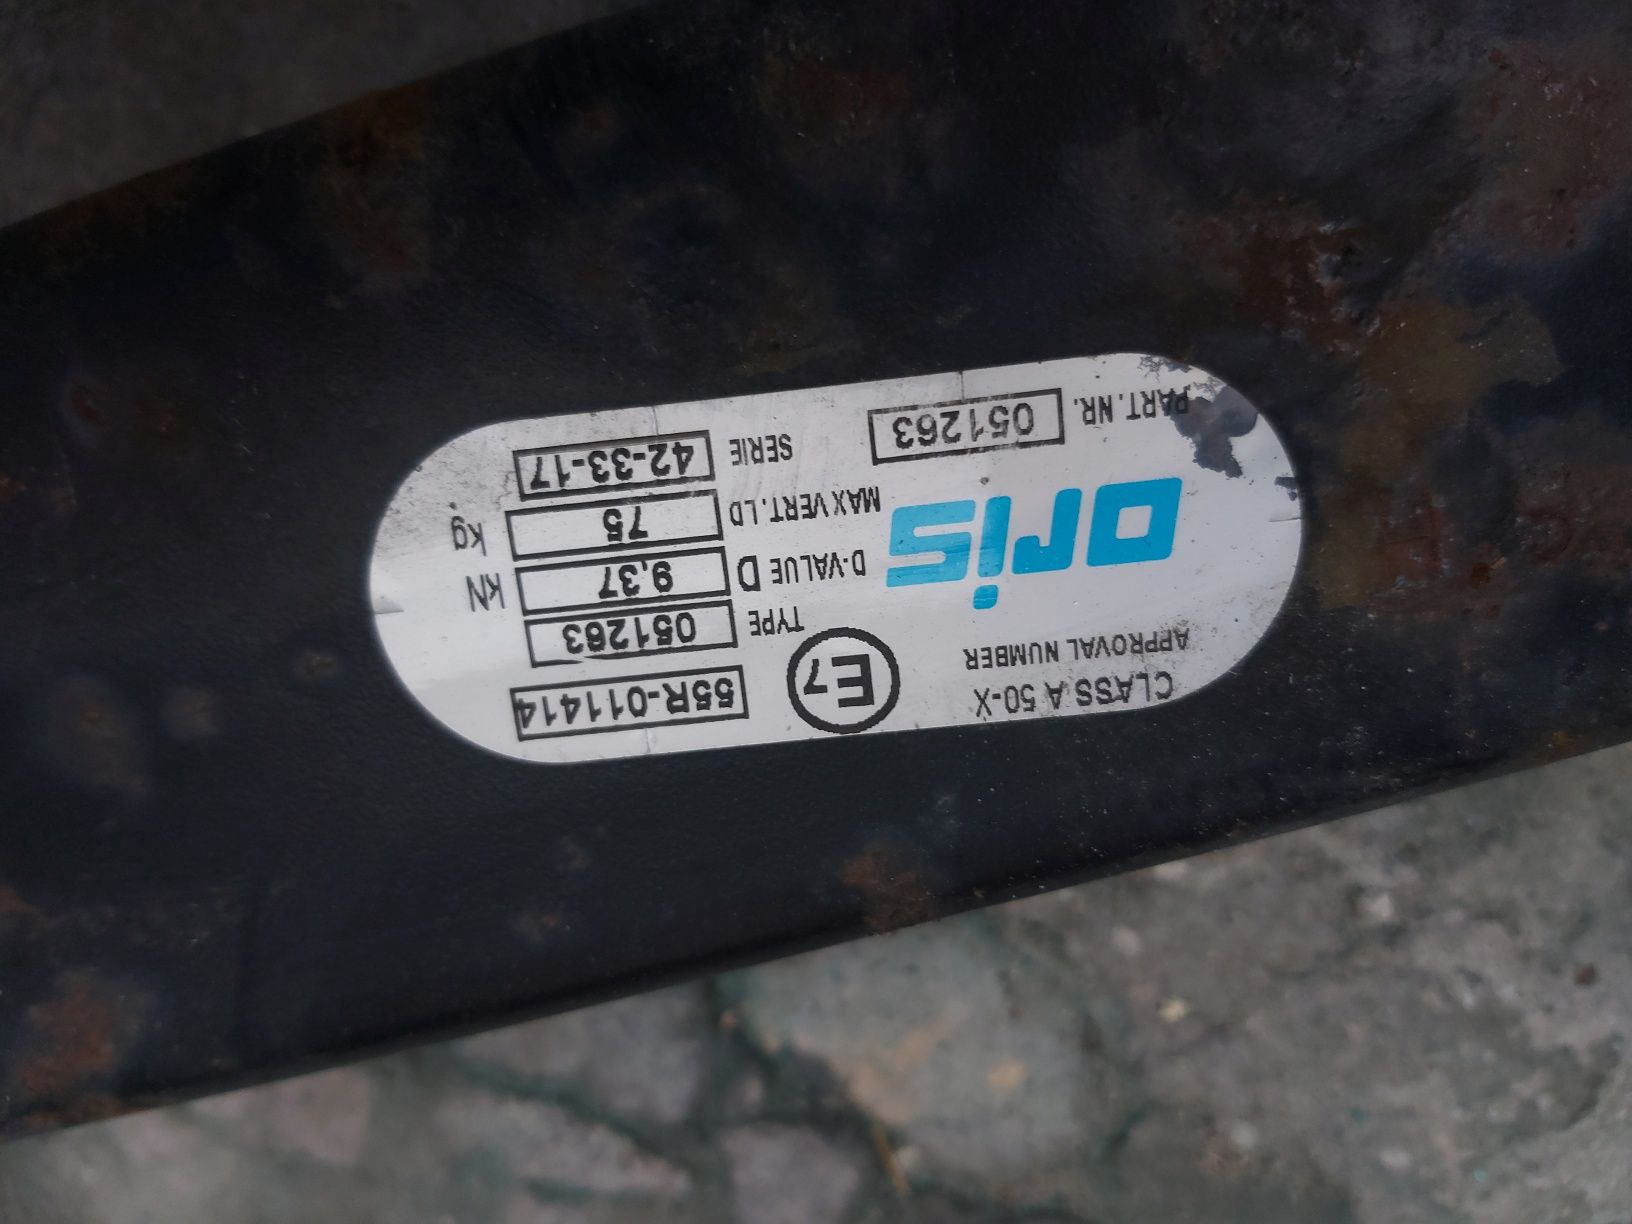 CLASS A 50-X
E7
55R-011414
APPROVAL NUMBER
TYPE 051263
oris
D-VALUE D 9,37 kN
MAX VERT.LD 75 kg
PART.NR. 051263
SERIE 42-33-17